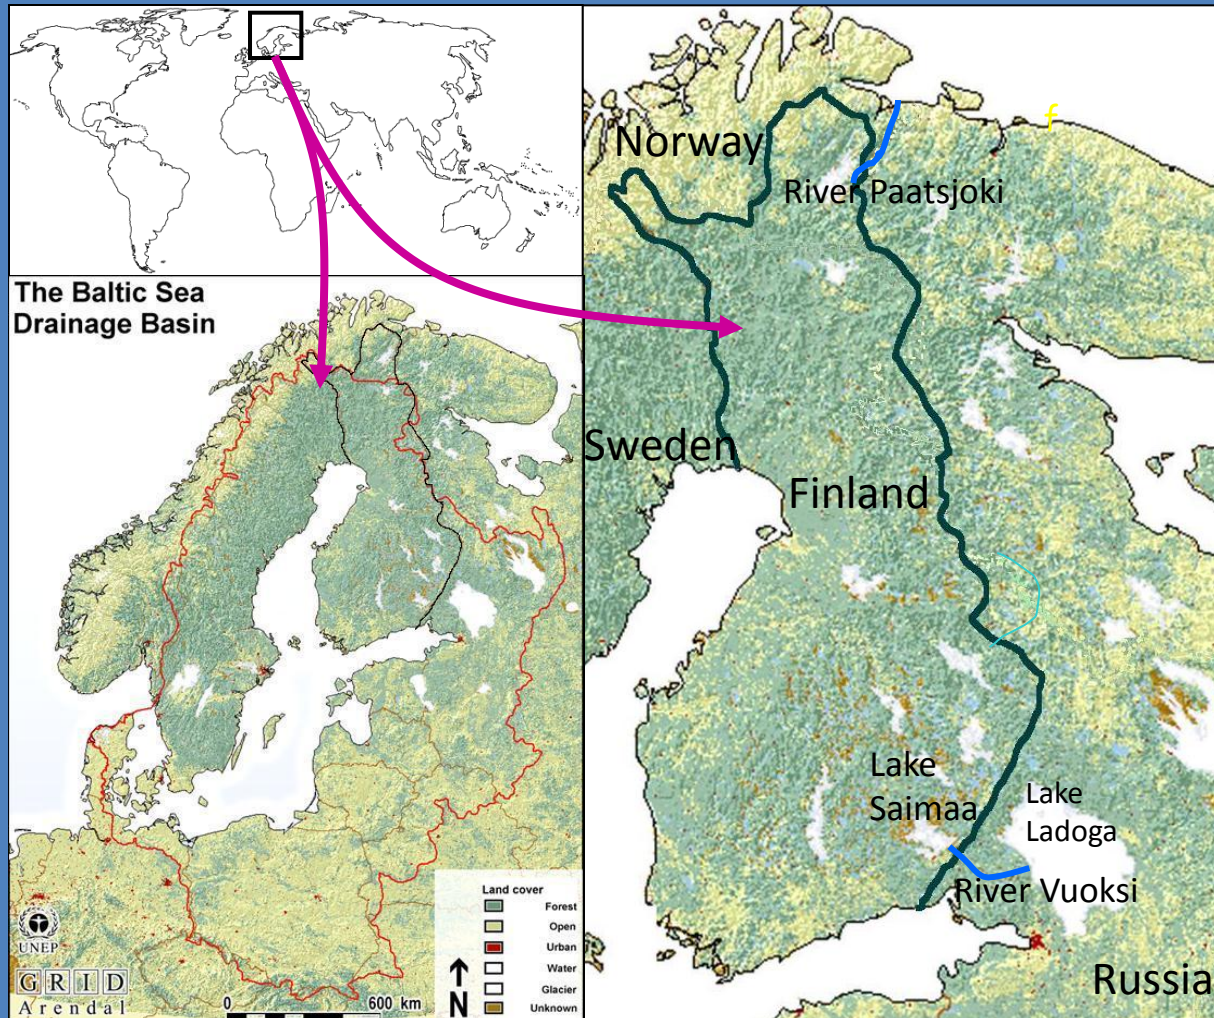 The Baltic Sea
Drainage Basin
Land cover
Forest
Open
Urban
Water
Glacier
Unknown
UNEP
GRID
Arendal
N
0
600 km
f
Norway
River Paatsjoki
Sweden
Finland
Lake
Saimaa
Lake
Ladoga
River Vuoksi
Russia